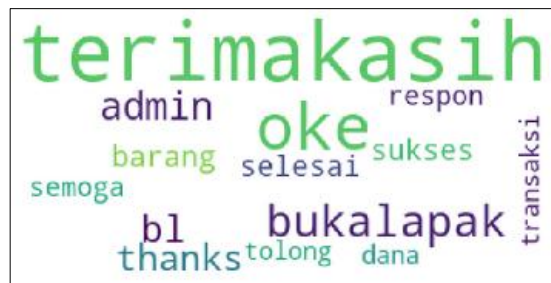 terimakasih
admin
respon
oke
barang
selesai
sukses
transaksi
semoga
bl
bukalapak
thanks
tolong
dana